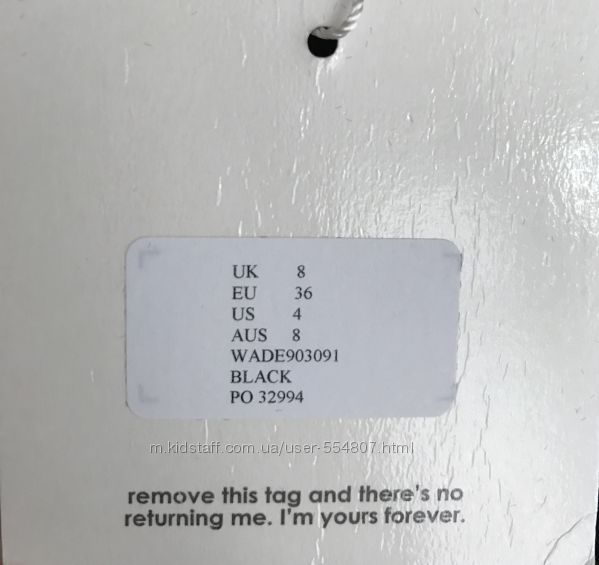 UK 8
EU 36
US 4
AUS 8
WADE903091
BLACK
PO 32994
m.kidstaff.com.ua/user-554807.html
remove this tag and there's no
returning me. I'm yours forever.